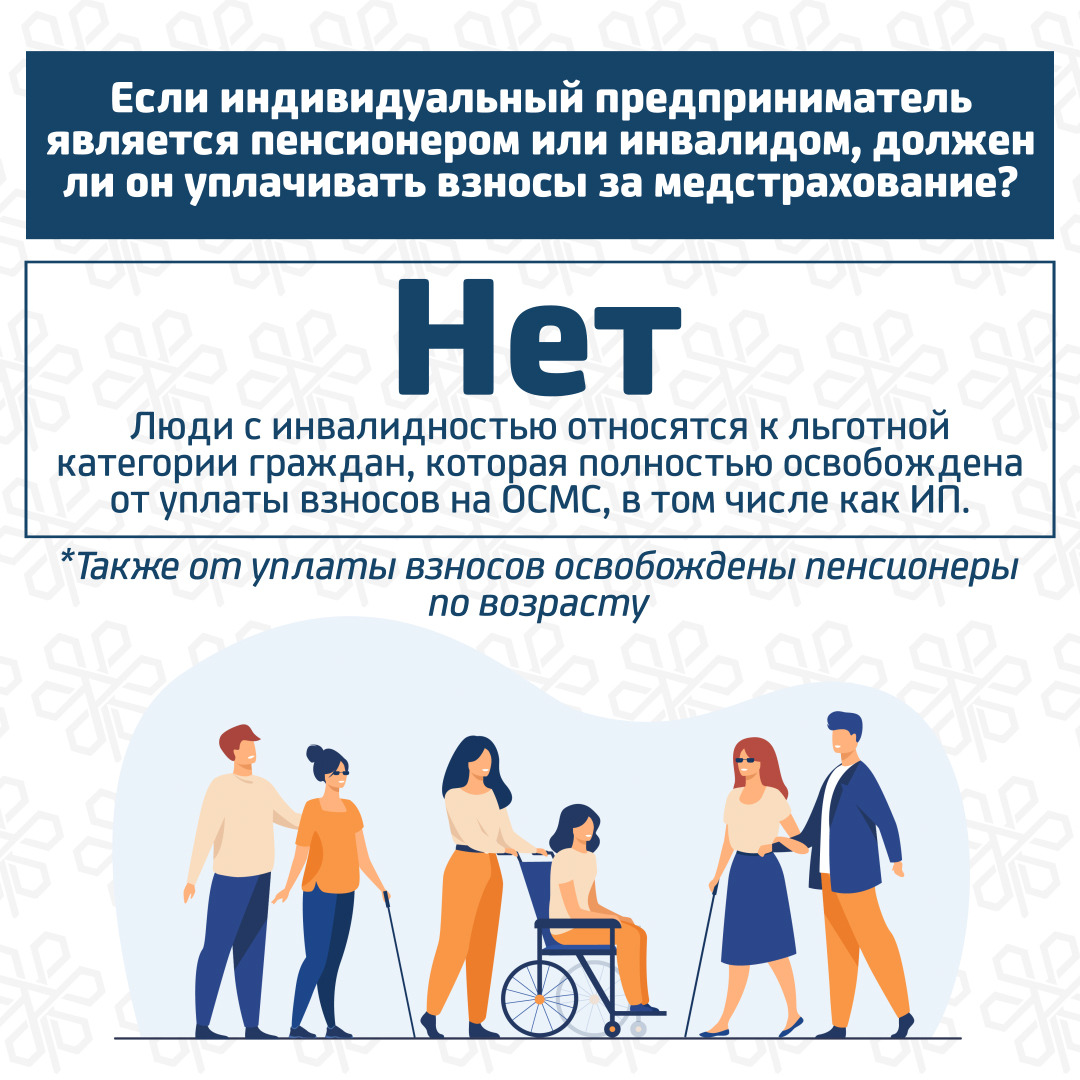 Если индивидуальный предприниматель
является пенсионером или инвалидом, должен
ли он уплачивать взносы за медстрахование?
Нет
Люди с инвалидностью относятся к льготной
категории граждан, которая полностью освобождена
от уплаты взносов на ОСМС, в том числе как ИП.
*Также от уплаты взносов освобождены пенсионеры
по возрасту